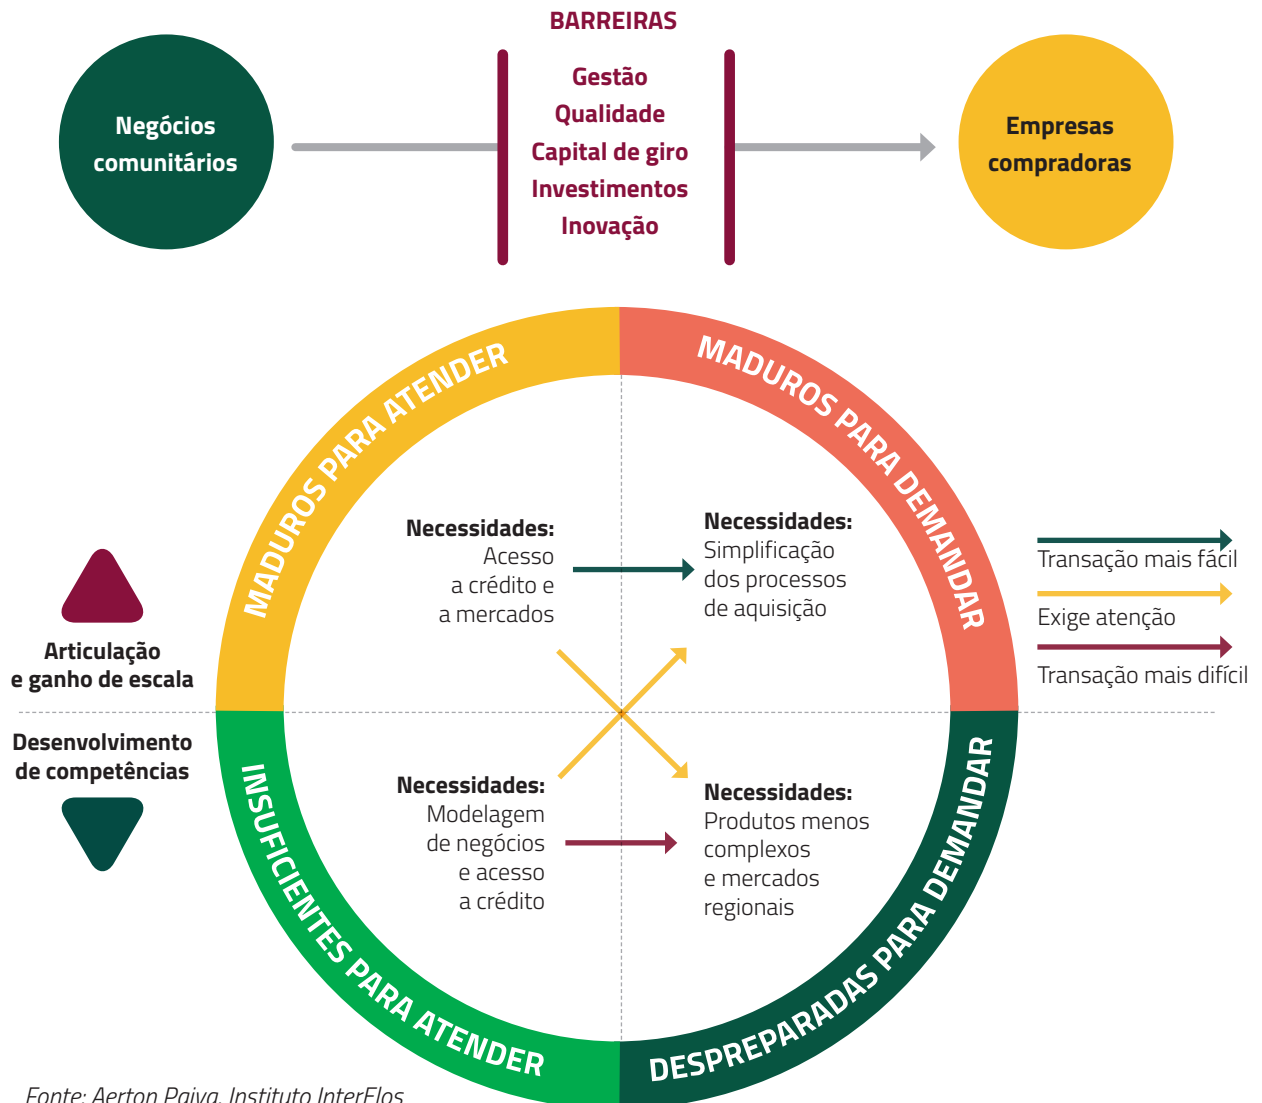 BARREIRAS
Negócios
comunitários
Gestão
Qualidade
Capital de giro
Investimentos
Inovação
Empresas
compradoras
MADUROS PARA ATENDER
MADUROS PARA DEMANDAR
Necessidades:
Acesso
a crédito e
a mercados
Necessidades:
Simplificação
dos processos
de aquisição
Transação mais fácil
Exige atenção
Transação mais difícil
Articulação
e ganho de escala
Desenvolvimento
de competências
Necessidades:
Modelagem
de negócios
e acesso
a crédito
Necessidades:
Produtos menos
complexos
e mercados
regionais
INSUFICIENTES PARA ATENDER
DESPREPARADAS PARA DEMANDAR
Fonte: Aerton Paiva, Instituto InterElos